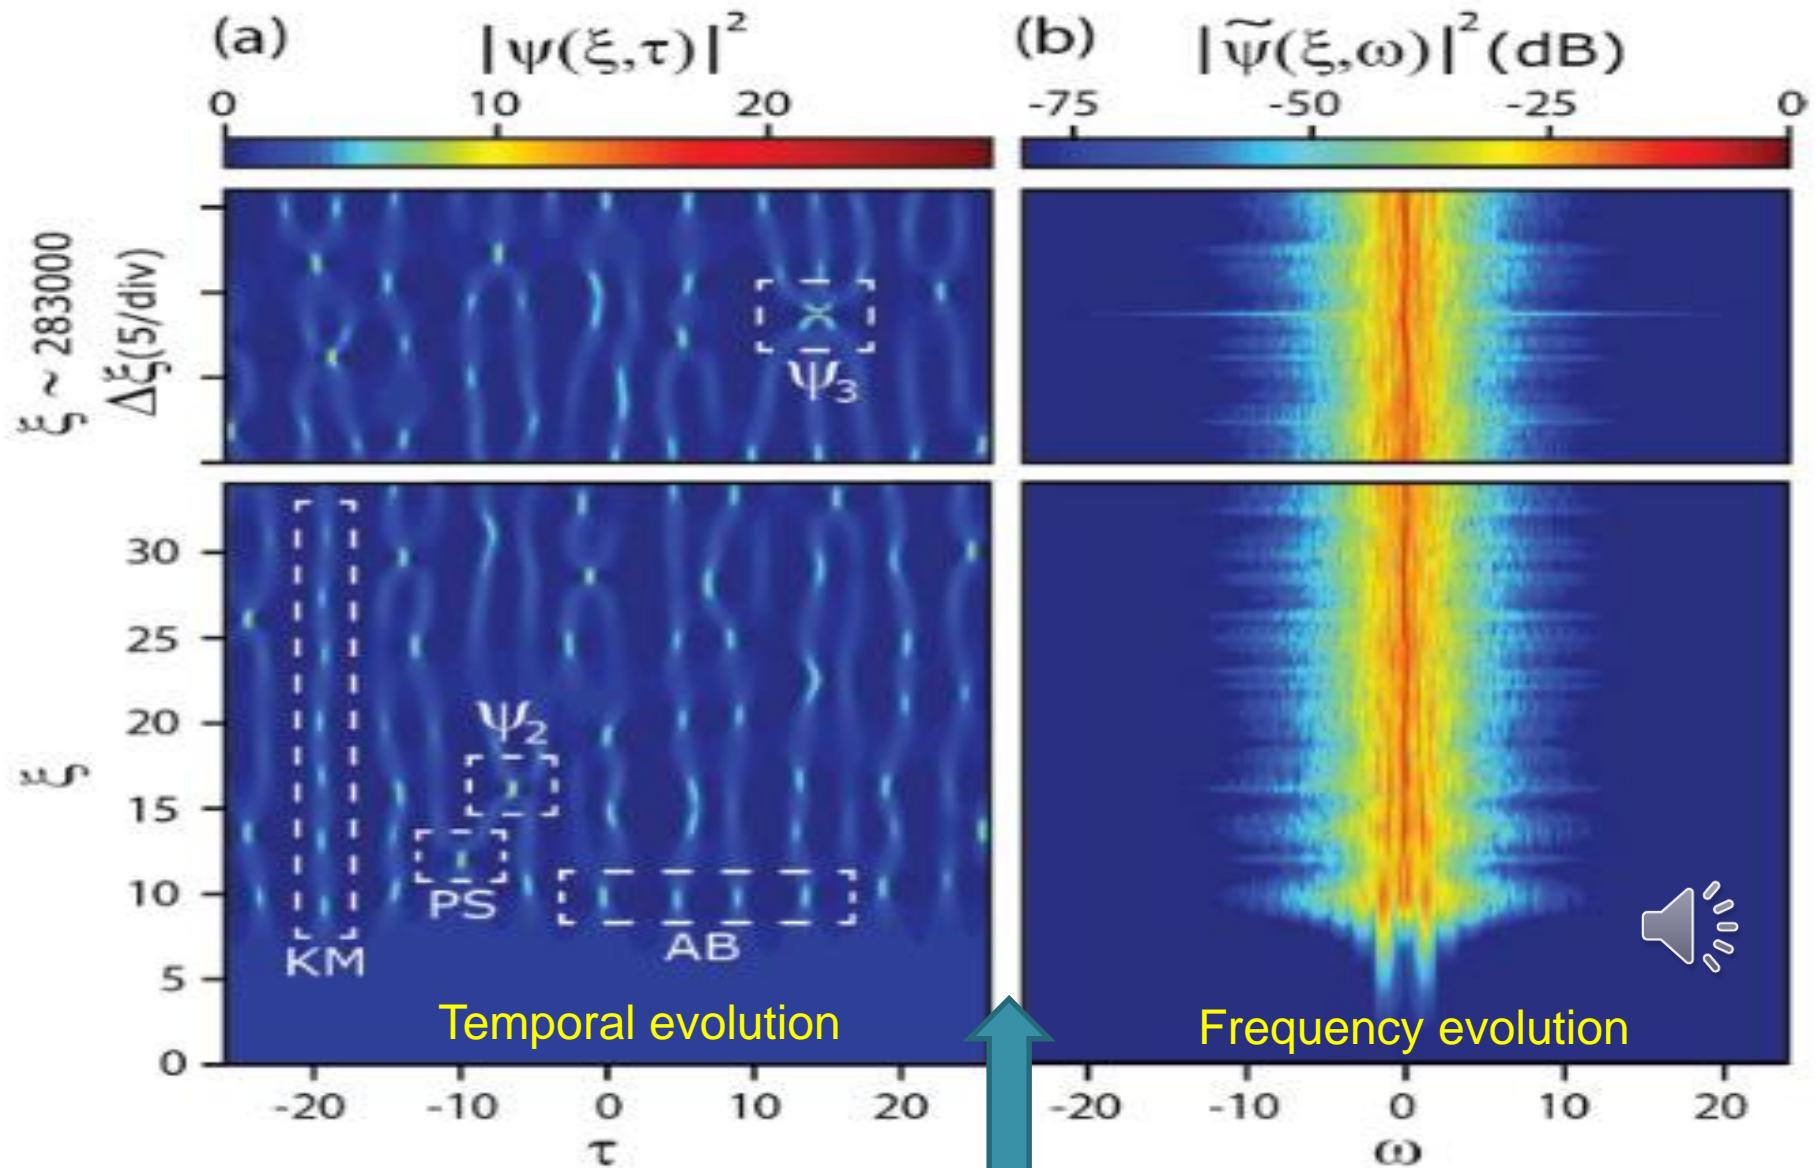 (a) |ψ(ξ,τ)|²
0 10 20
(b) |ψ̃(ξ,ω)|² (dB)
-75 -50 -25 0
ξ ~ 2830000
Δξ(5/div)
ψ₃
ξ
30
25
20
15
10
5
0
ψ₂
PS
KM
AB
Temporal evolution
-20 -10 0 10 20
τ
Frequency evolution
-20 -10 0 10 20
ω